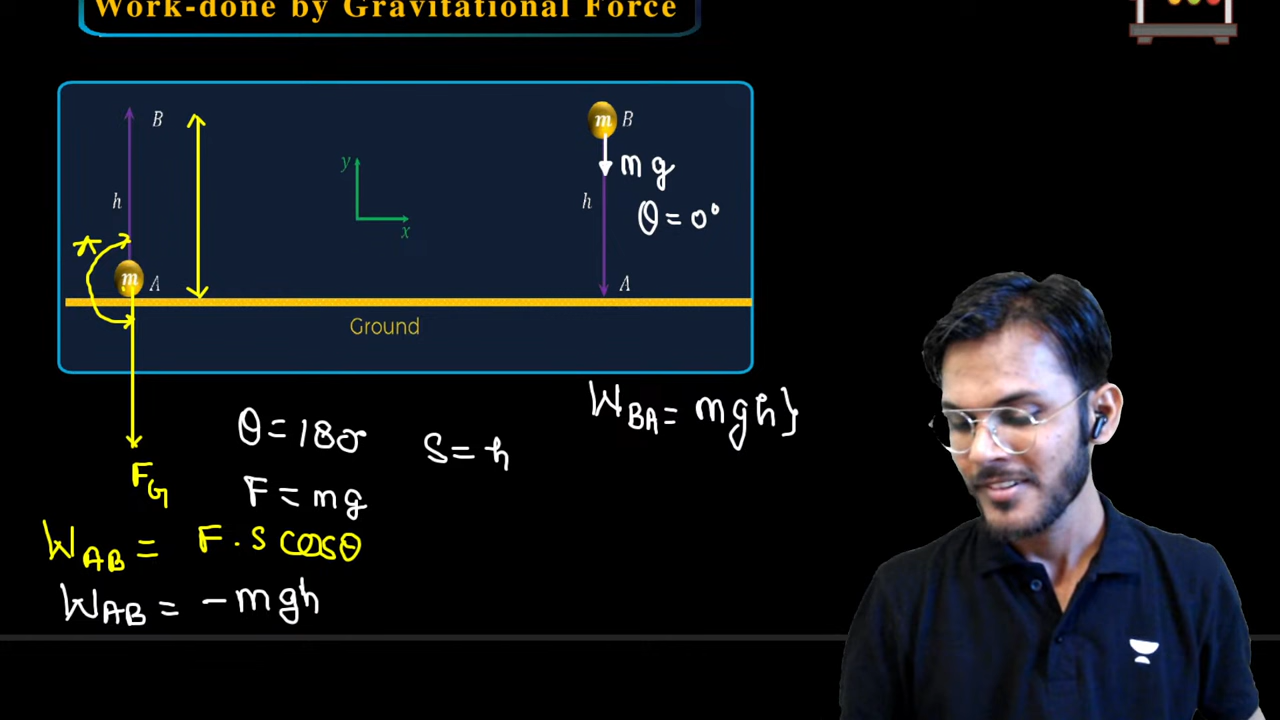 Work-done by Gravitational Force
B
h
m
A
π
y
x
m B
mg
h
θ = 0°
A
Ground
F_G
θ = 180°
S = h
F = mg
W_AB = F . S cosθ
W_AB = - mgh
W_BA = mgh}